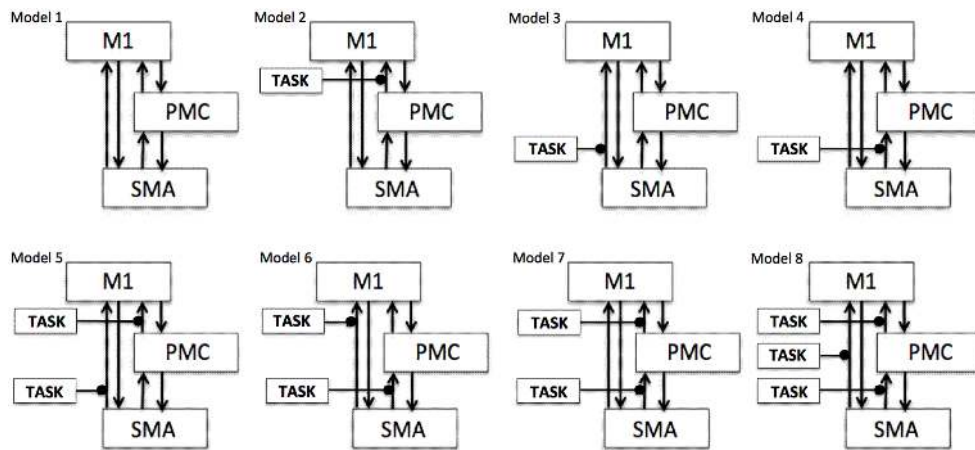 Model 1
M1
PMC
SMA
Model 2
M1
TASK
PMC
SMA
Model 3
M1
PMC
TASK
SMA
Model 4
M1
PMC
TASK
SMA
Model 5
M1
TASK
PMC
TASK
SMA
Model 6
M1
TASK
PMC
TASK
SMA
Model 7
M1
TASK
PMC
TASK
SMA
Model 8
M1
TASK
PMC
TASK
TASK
SMA